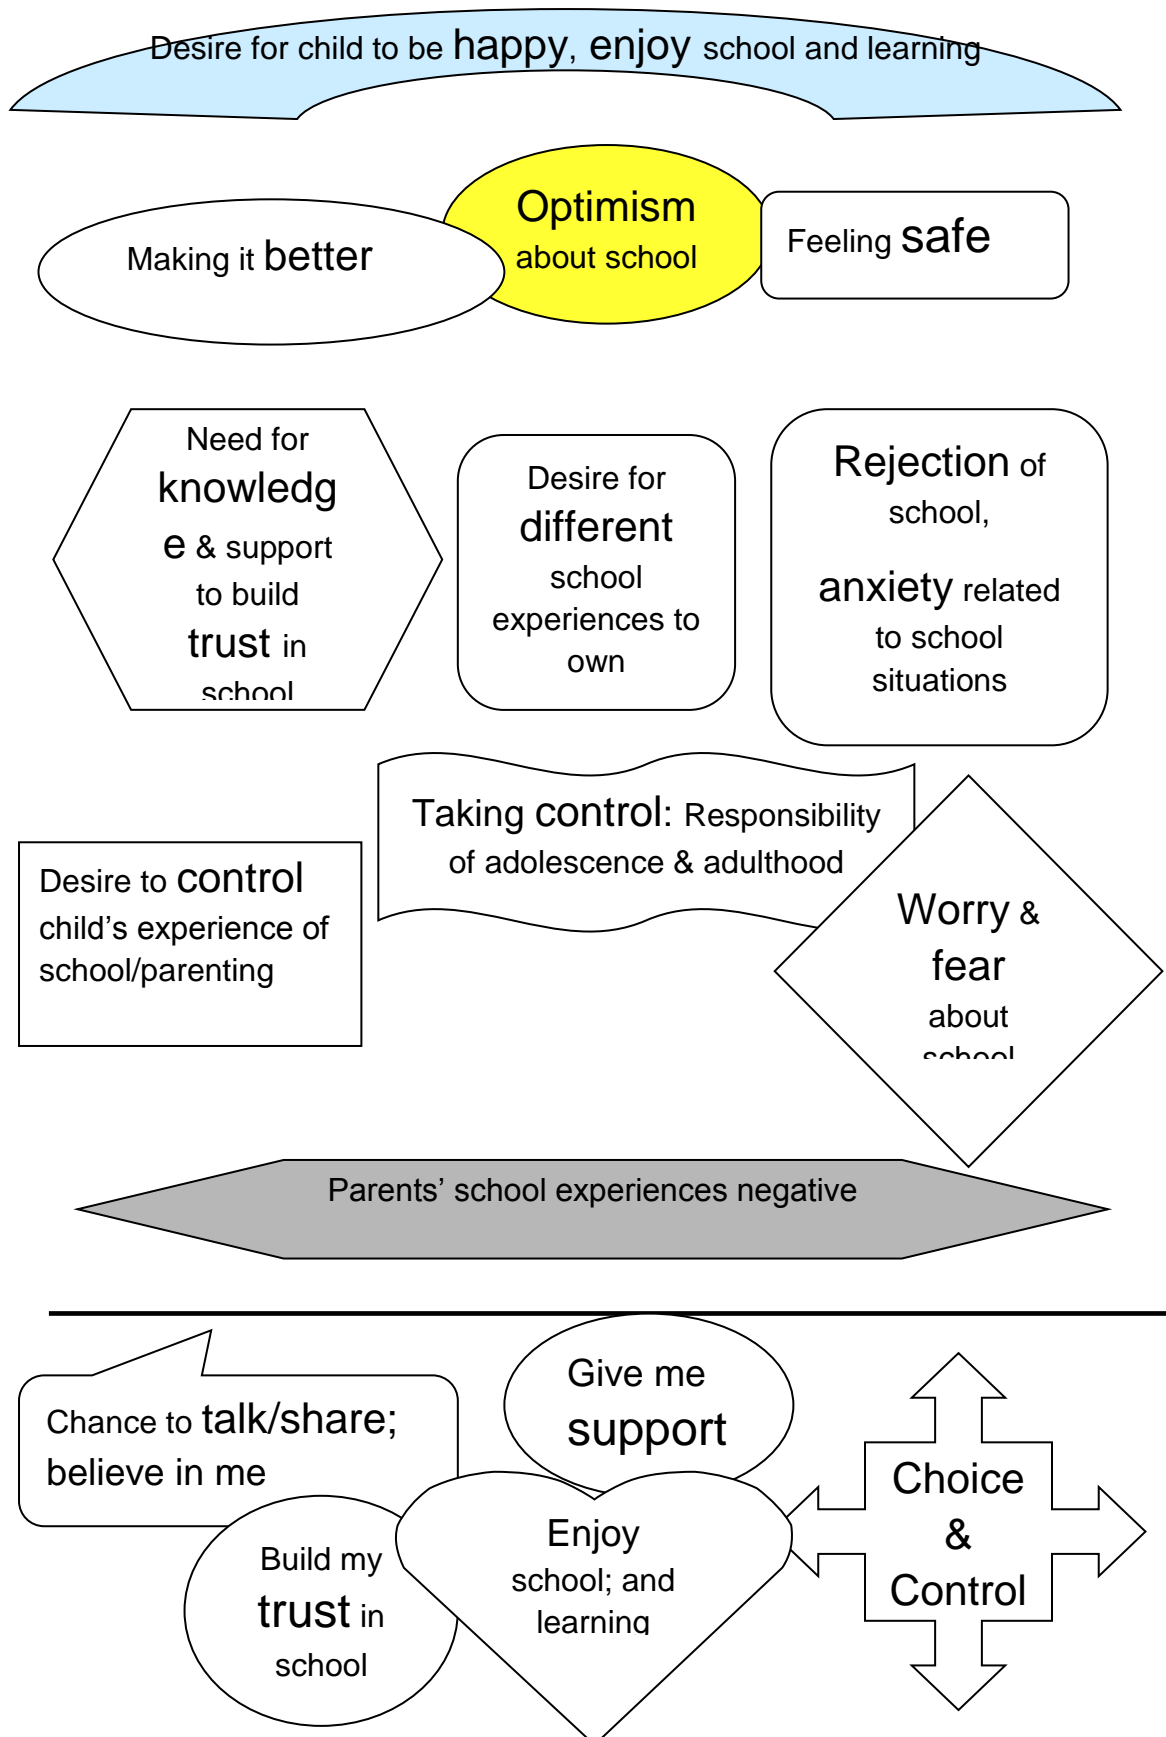 Desire for child to be happy, enjoy school and learning
Optimism
about school
Making it better
Feeling safe
Need for
knowledg
e & support
to build
trust in
school
Desire for
different
school
experiences to
own
Rejection of
school,
anxiety related
to school
situations
Taking control: Responsibility
of adolescence & adulthood
Desire to control
child’s experience of
school/parenting
Worry &
fear
about
school
Parents’ school experiences negative
Give me
support
Chance to talk/share;
believe in me
Choice
&
Control
Enjoy
school; and
learning
Build my
trust in
school